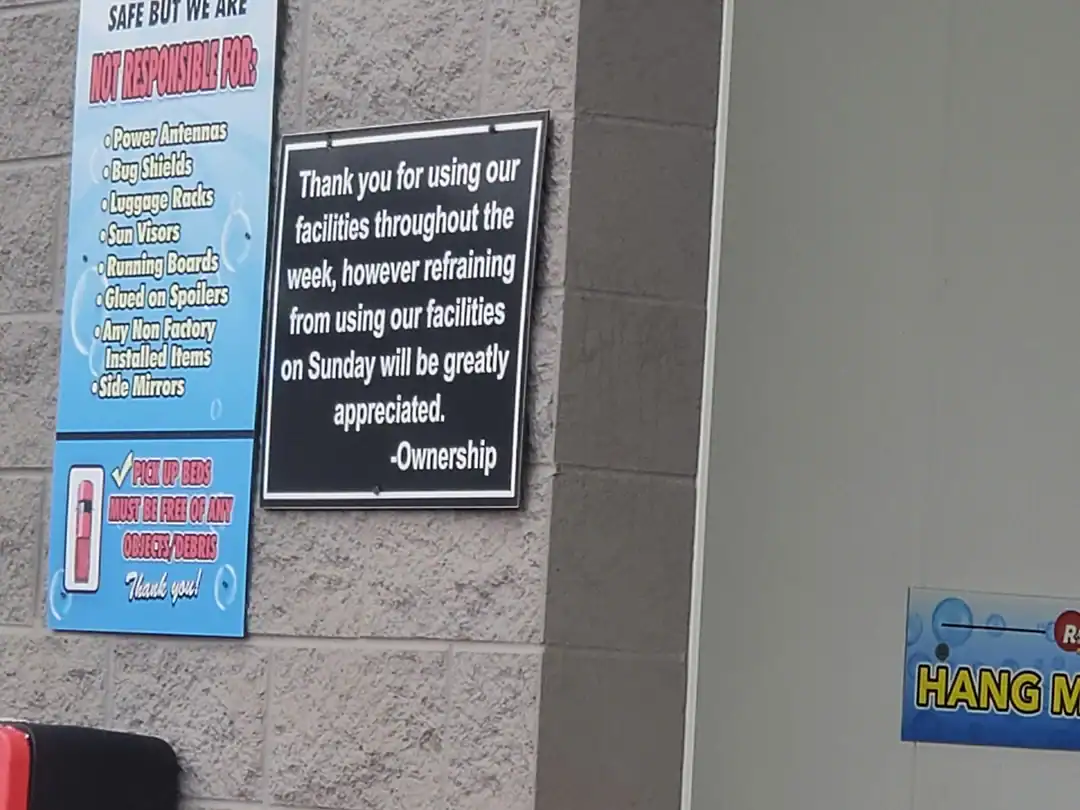 SAFE BUT WE ARE
NOT RESPONSIBLE FOR:
• Power Antennas
• Bug Shields
• Luggage Racks
• Sun Visors
• Running Boards
• Glued on Spoilers
• Any Non Factory
Installed Items
• Side Mirrors
✓ PICK UP BEDS
MUST BE FREE OF ANY
OBJECTS/DEBRIS
Thank you!
Thank you for using our
facilities throughout the
week, however refraining
from using our facilities
on Sunday will be greatly
appreciated.
-Ownership
HANG